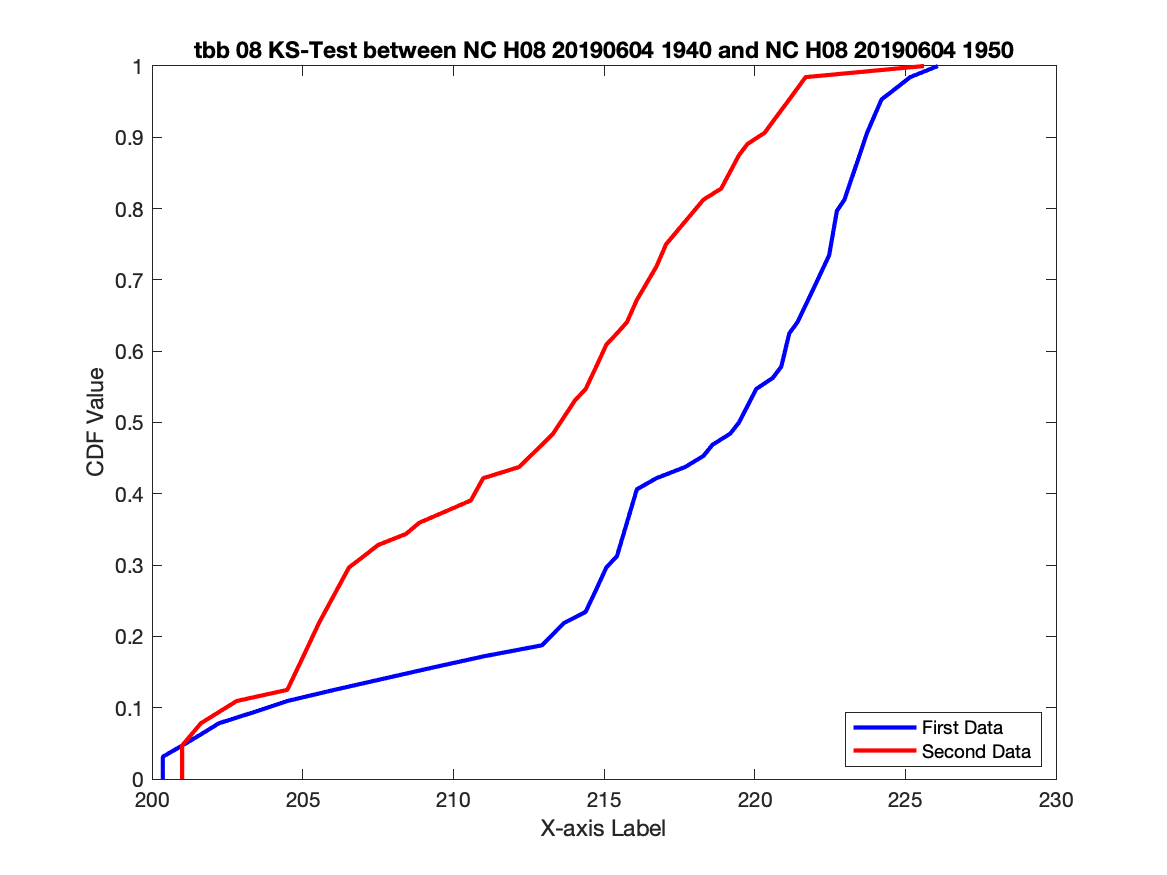 tbb 08 KS-Test between NC H08 20190604 1940 and NC H08 20190604 1950
1
0.9
0.8
0.7
0.6
0.5
0.4
0.3
0.2
0.1
0
CDF Value
First Data
Second Data
200 205 210 215 220 225 230
X-axis Label